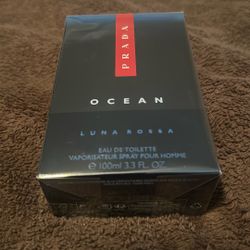 PRADA
OCEAN
LUNA ROSSA
EAU DE TOILETTE
VAPORISATEUR SPRAY POUR HOMME
℮ 100ml 3.3 FL. OZ.